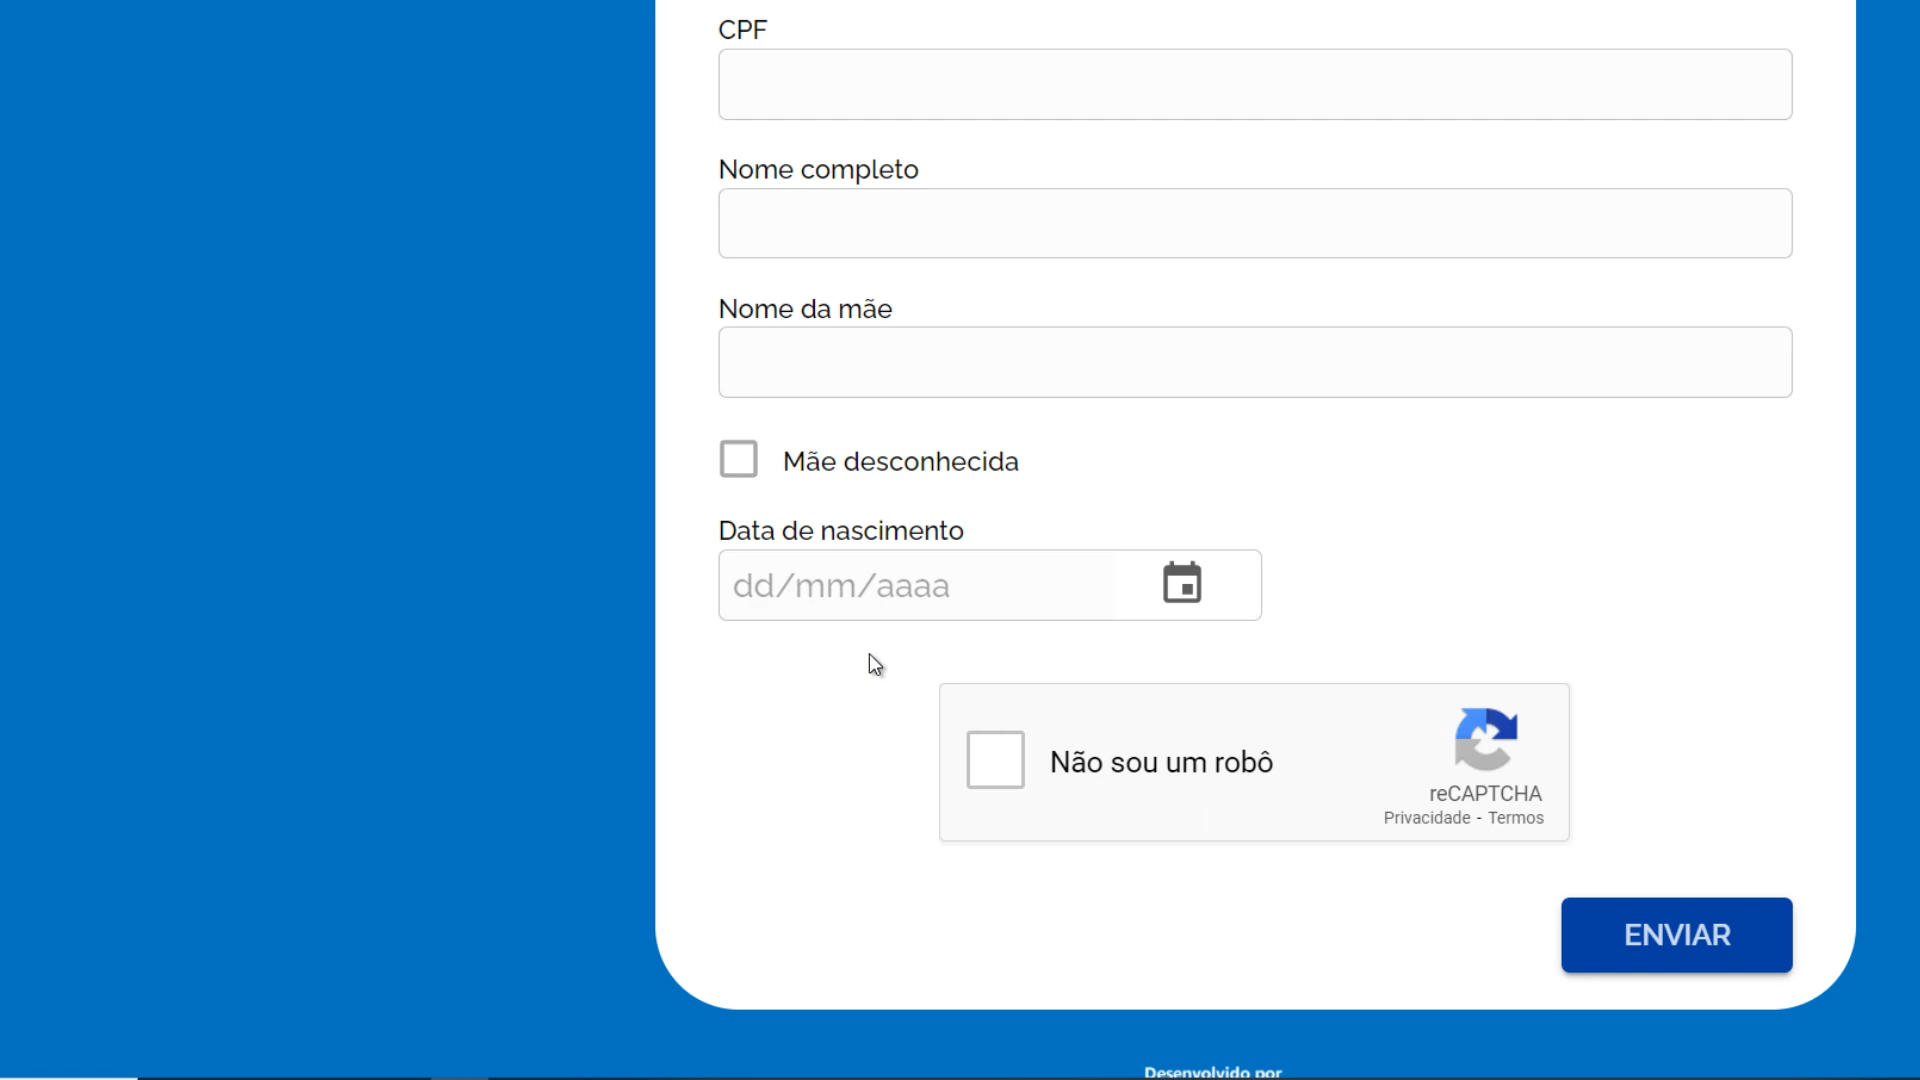 CPF
Nome completo
Nome da mãe
Mãe desconhecida
Data de nascimento
dd/mm/aaaa
Não sou um robô
reCAPTCHA
Privacidade - Termos
ENVIAR
Desenvolvido por